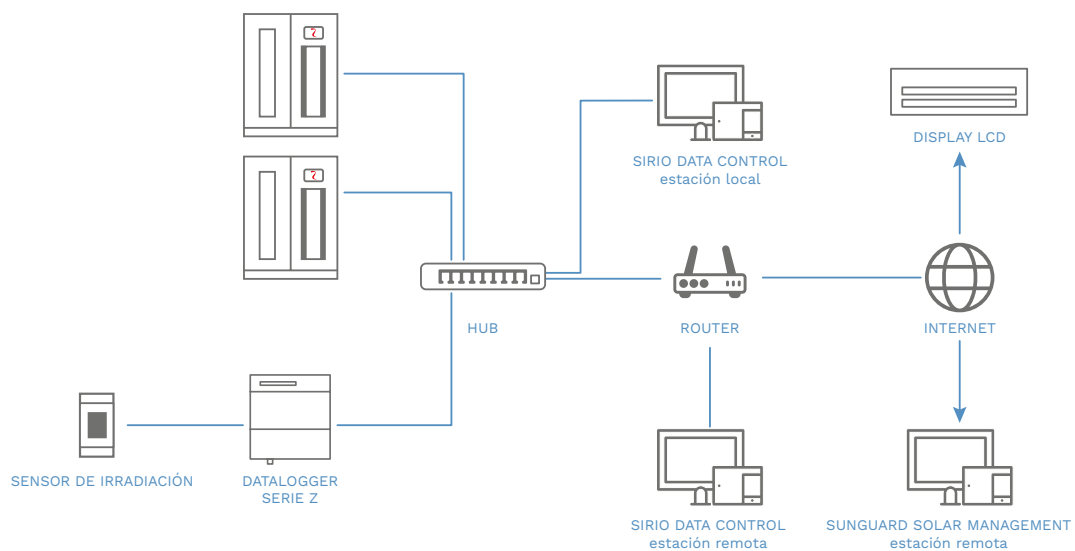 SIRIO DATA CONTROL
estación local
DISPLAY LCD
HUB
ROUTER
INTERNET
SENSOR DE IRRADIACIÓN
DATALOGGER
SERIE Z
SIRIO DATA CONTROL
estación remota
SUNGUARD SOLAR MANAGEMENT
estación remota